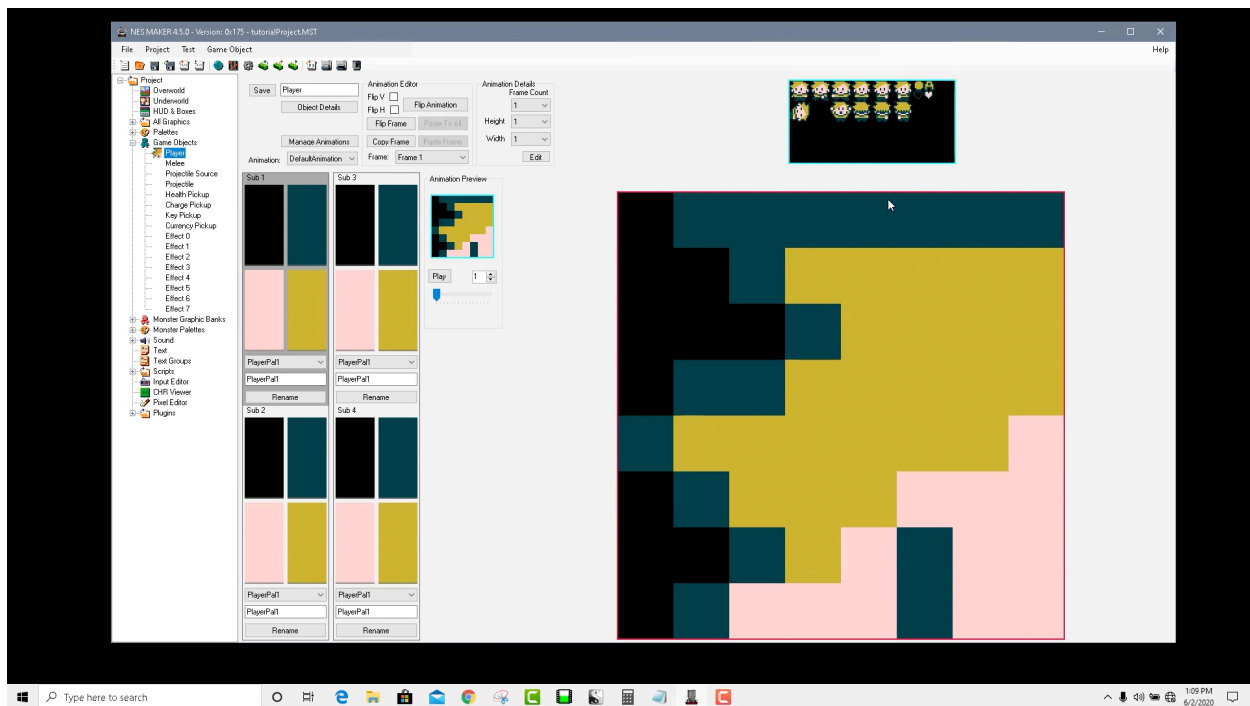 NES MAKER 4.5.0 - Version: 0x175 - tutorialProject.MST
File Project Test Game Object Help
Project
Overworld
Underworld
HUD & Boxes
All Graphics
Palettes
Game Objects
Player
Melee
Projectile Source
Projectile
Health Pickup
Charge Pickup
Key Pickup
Currency Pickup
Effect 0
Effect 1
Effect 2
Effect 3
Effect 4
Effect 5
Effect 6
Effect 7
Monster Graphic Banks
Monster Palettes
Sound
Text
Text Groups
Scripts
Input Editor
CHR Viewer
Pixel Editor
Plugins
Save Player
Object Details
Manage Animations
Animation: DefaultAnimation
Animation Editor
Flip V
Flip H Flip Animation
Flip Frame Paste To All
Copy Frame Paste Frame
Frame: Frame 1
Animation Details
Frame Count
1
Height 1
Width 1
Edit
Sub 1 Sub 3
PlayerPal1 PlayerPal1
PlayerPal1 PlayerPal1
Rename Rename
Sub 2 Sub 4
PlayerPal1 PlayerPal1
PlayerPal1 PlayerPal1
Rename Rename
Animation Preview
Play 1
Type here to search
1:09 PM
6/2/2020